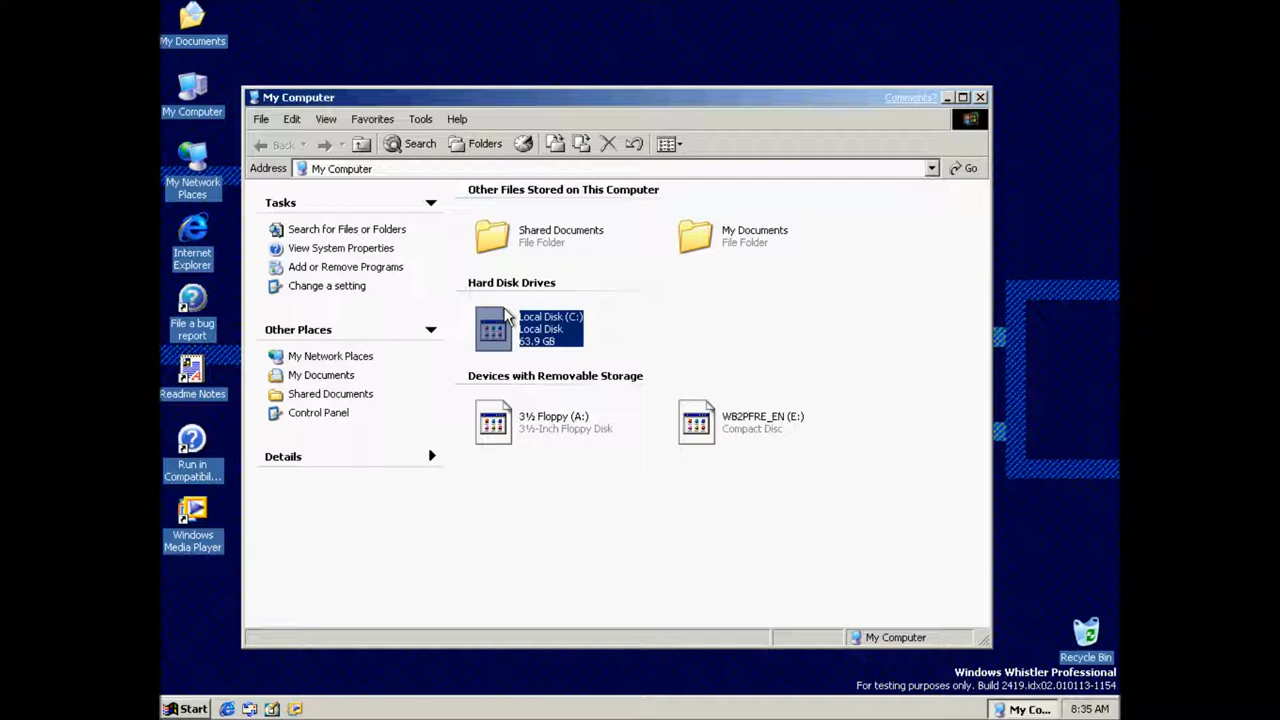 My Documents
My Computer
My Network
Places
Internet
Explorer
File a bug
report
Readme Notes
Run in
Compatibil...
Windows
Media Player
My Computer
Comments?
File Edit View Favorites Tools Help
Back Search Folders
Address My Computer Go
Tasks
Search for Files or Folders
View System Properties
Add or Remove Programs
Change a setting
Other Places
My Network Places
My Documents
Shared Documents
Control Panel
Details
Other Files Stored on This Computer
Shared Documents
File Folder
My Documents
File Folder
Hard Disk Drives
Local Disk (C:)
Local Disk
63.9 GB
Devices with Removable Storage
3½ Floppy (A:)
3½-Inch Floppy Disk
WB2PFRE_EN (E:)
Compact Disc
My Computer
Recycle Bin
Windows Whistler Professional
For testing purposes only. Build 2419.idx02.010113-1154
Start
My Co...
8:35 AM